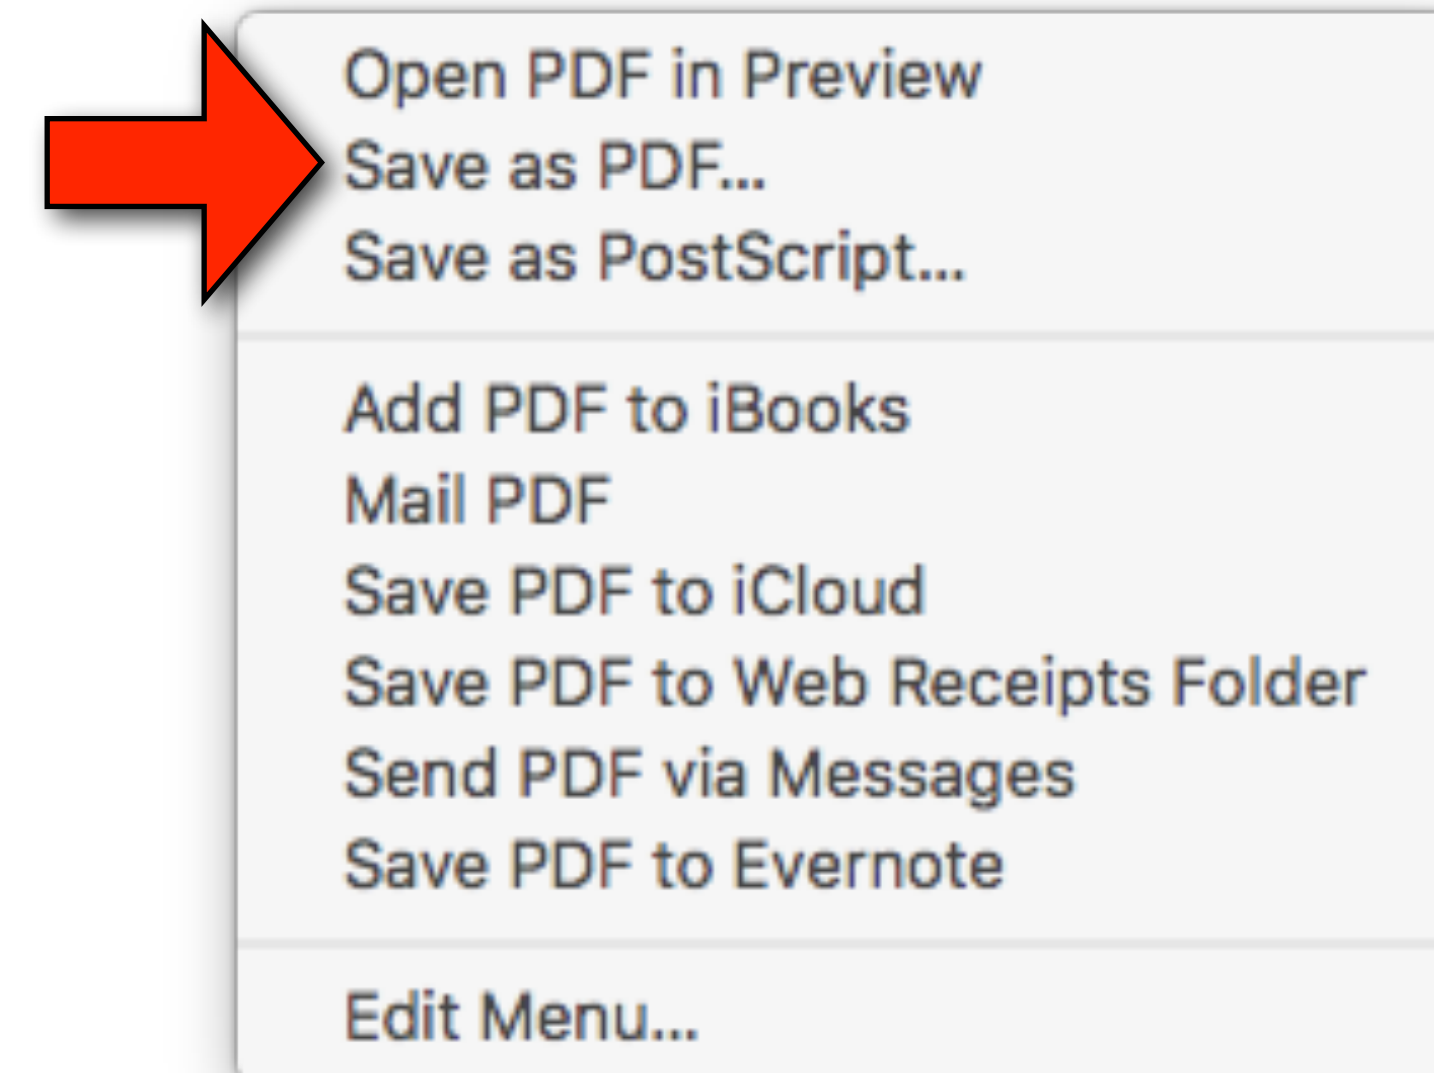 Open PDF in Preview
Save as PDF...
Save as PostScript...
Add PDF to iBooks
Mail PDF
Save PDF to iCloud
Save PDF to Web Receipts Folder
Send PDF via Messages
Save PDF to Evernote
Edit Menu...